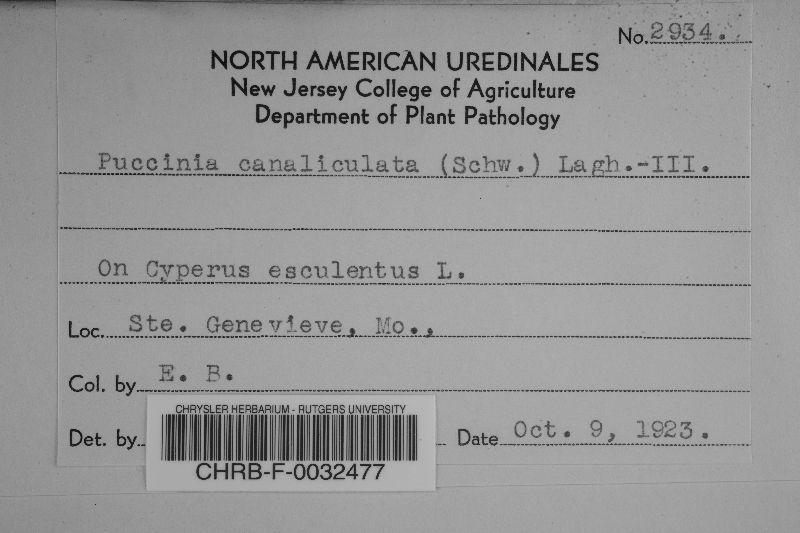 No. 2934.
NORTH AMERICAN UREDINALES
New Jersey College of Agriculture
Department of Plant Pathology
Puccinia canaliculata (Schw.) Lagh.-III.
On Cyperus esculentus L.
Loc. Ste. Genevieve, Mo.,
Col. by E. B.
Det. by Date Oct. 9, 1923.
CHRYSLER HERBARIUM - RUTGERS UNIVERSITY
CHRB-F-0032477